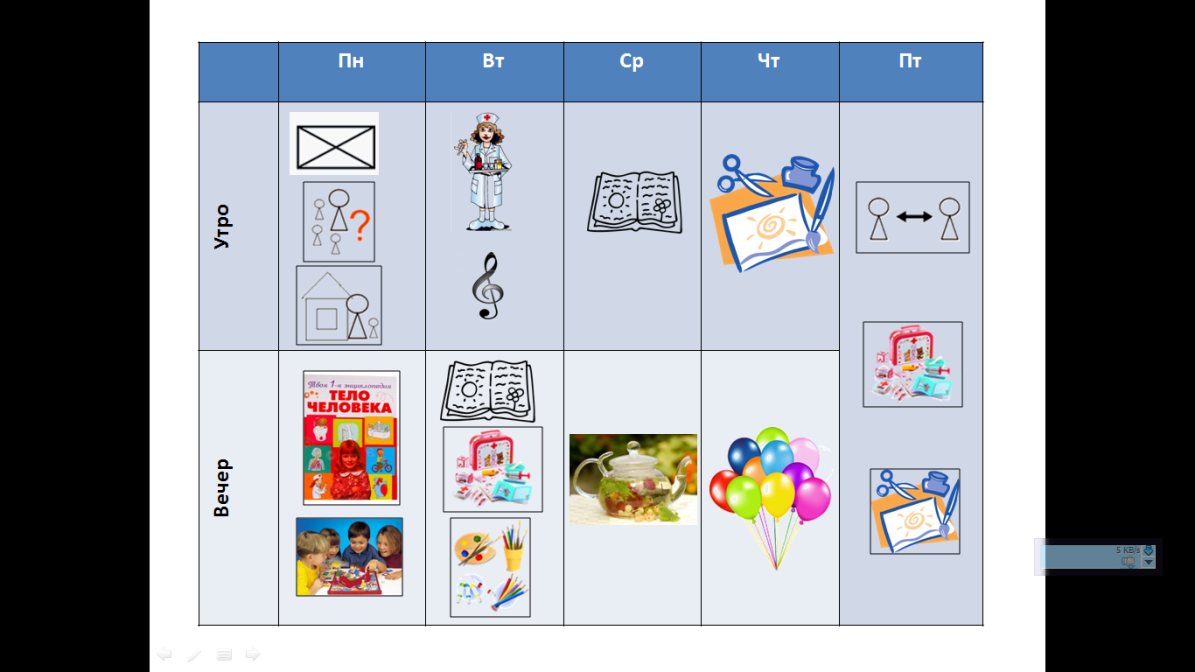 Пн Вт Ср Чт Пт
Утро
Вечер
Твоя 1-я энциклопедия
ТЕЛО
ЧЕЛОВЕКА
5 KB/s